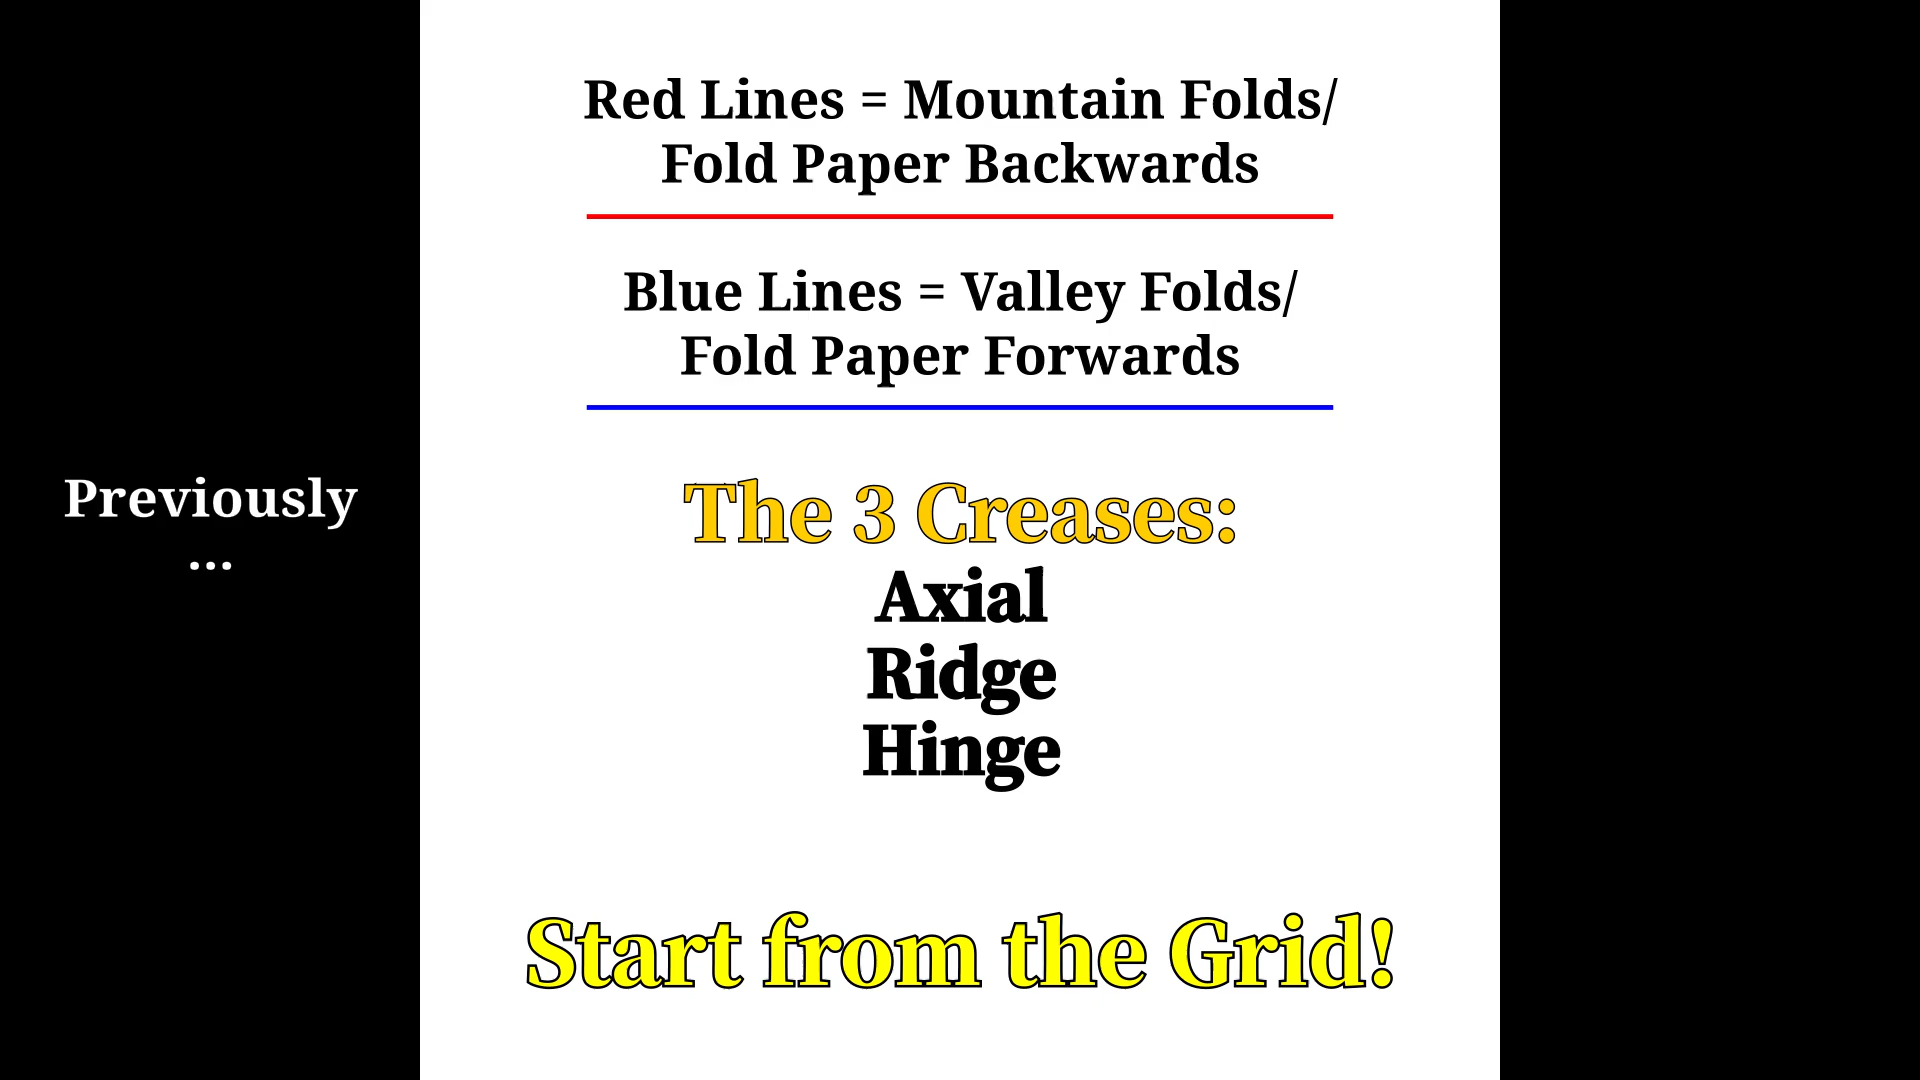 Previously
...
Red Lines = Mountain Folds/
Fold Paper Backwards
Blue Lines = Valley Folds/
Fold Paper Forwards
The 3 Creases:
Axial
Ridge
Hinge
Start from the Grid!